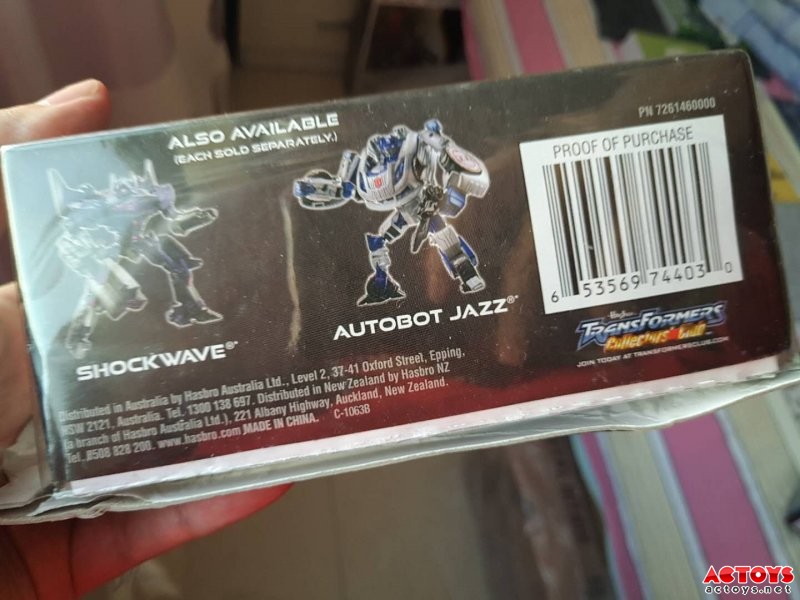 ALSO AVAILABLE
(EACH SOLD SEPARATELY.)
PN 7261460000
PROOF OF PURCHASE
6 53569 74403 0
SHOCKWAVE®
AUTOBOT JAZZ®
Hasbro
TRANSFORMERS
Collectors Club
JOIN TODAY AT TRANSFORMERSCLUB.COM
Distributed in Australia by Hasbro Australia Ltd., Level 2, 37-41 Oxford Street, Epping,
NSW 2121, Australia. Tel. 1300 138 697. Distributed in New Zealand by Hasbro NZ
(a branch of Hasbro Australia Ltd.), 221 Albany Highway, Auckland, New Zealand.
Tel. 0508 828 200. www.hasbro.com MADE IN CHINA. C-1063B
ACTOYS
actoys.net